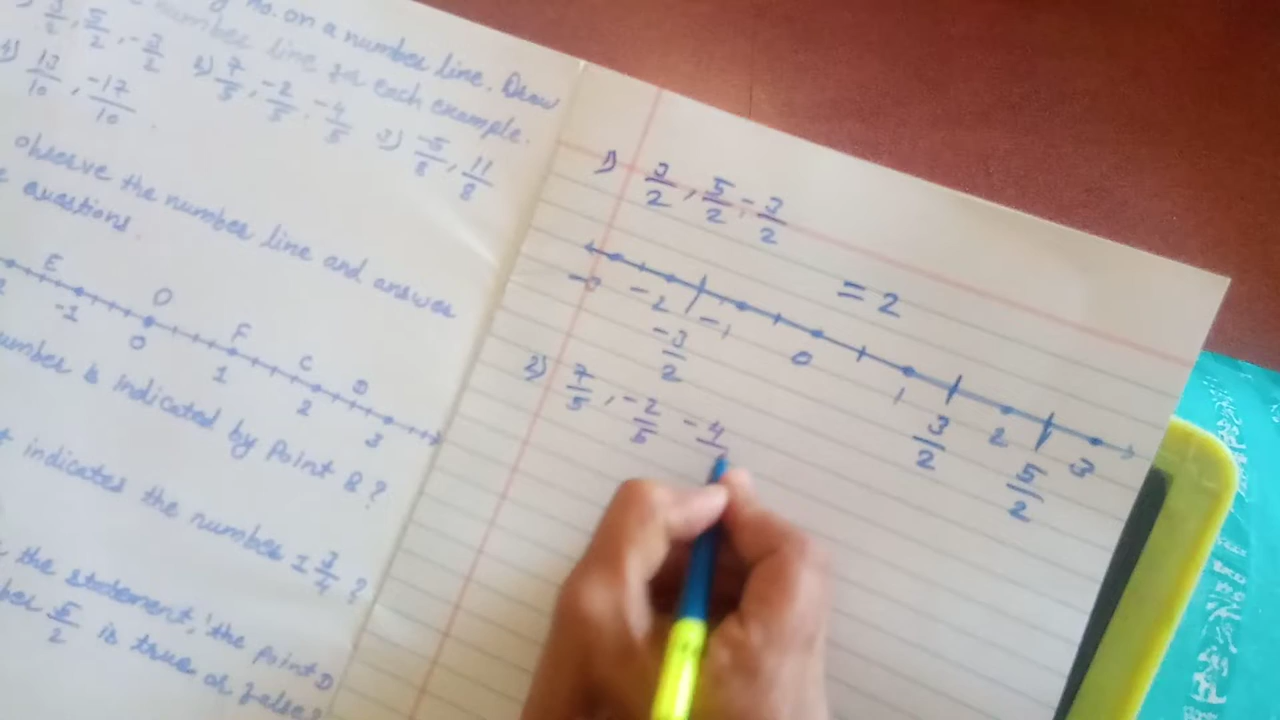 no. on a number line. Draw
number line for each example.
3/2, 5/2, -3/2 2) 7/5, -2/5, -4/5 3) -5/8, 11/8
4) 13/10, -17/10.
observe the number line and answer
questions.
E D F C B
-1 0 1 2 3
number is indicated by Point B?
indicates the number 1 3/4?
the statement, 'the point D
5/2 is true or false?
1) 3/2, 5/2, -3/2
= 2
-3 -2 -1 0 1 2 3
-3/2 3/2 5/2
2) 7/5, -2/5 -4/